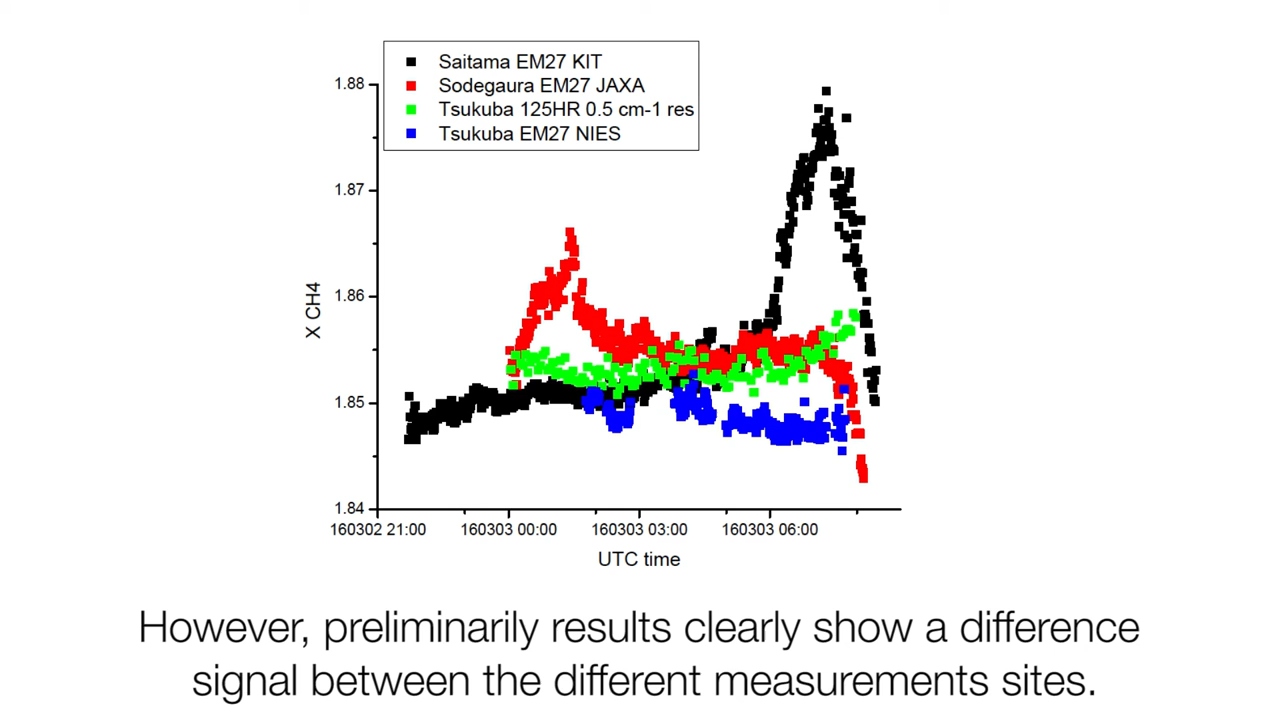 Saitama EM27 KIT
Sodegaura EM27 JAXA
Tsukuba 125HR 0.5 cm-1 res
Tsukuba EM27 NIES
1.88
1.87
1.86
1.85
1.84
X CH4
160302 21:00
160303 00:00
160303 03:00
160303 06:00
UTC time
However, preliminarily results clearly show a difference
signal between the different measurements sites.